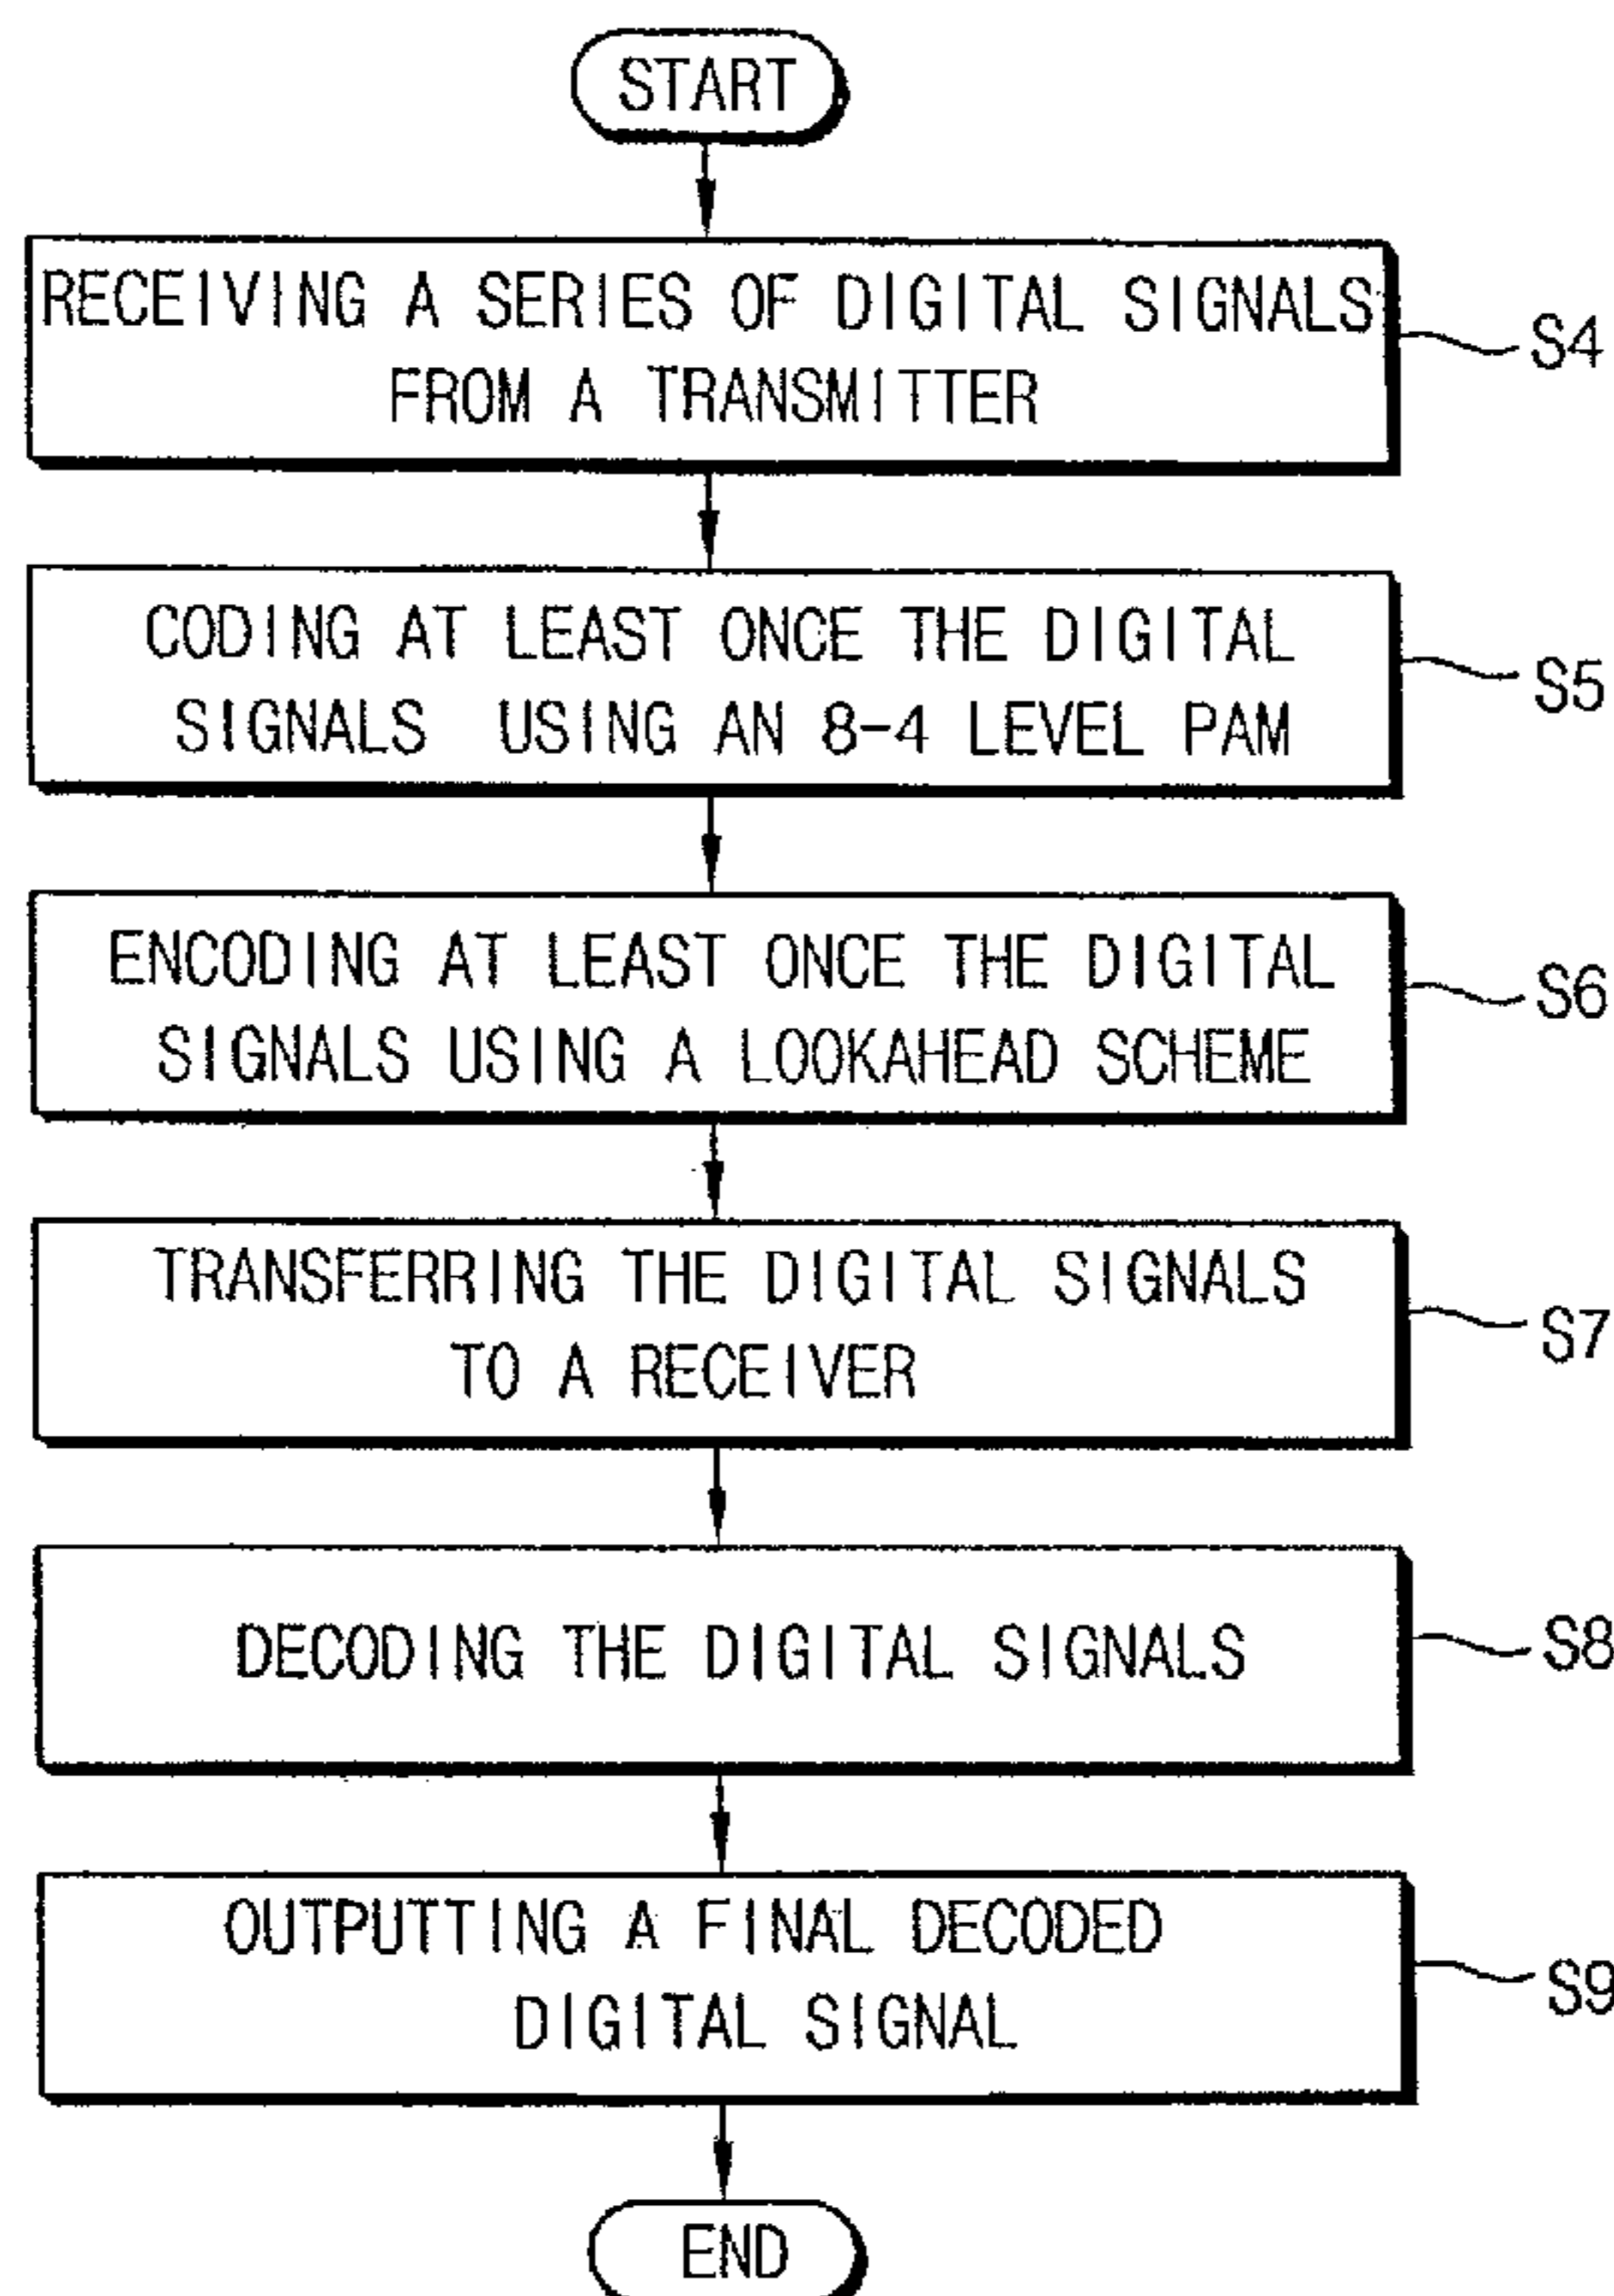 START
RECEIVING A SERIES OF DIGITAL SIGNALS
FROM A TRANSMITTER
S4
CODING AT LEAST ONCE THE DIGITAL
SIGNALS USING AN 8-4 LEVEL PAM
S5
ENCODING AT LEAST ONCE THE DIGITAL
SIGNALS USING A LOOKAHEAD SCHEME
S6
TRANSFERRING THE DIGITAL SIGNALS
TO A RECEIVER
S7
DECODING THE DIGITAL SIGNALS
S8
OUTPUTTING A FINAL DECODED
DIGITAL SIGNAL
S9
END